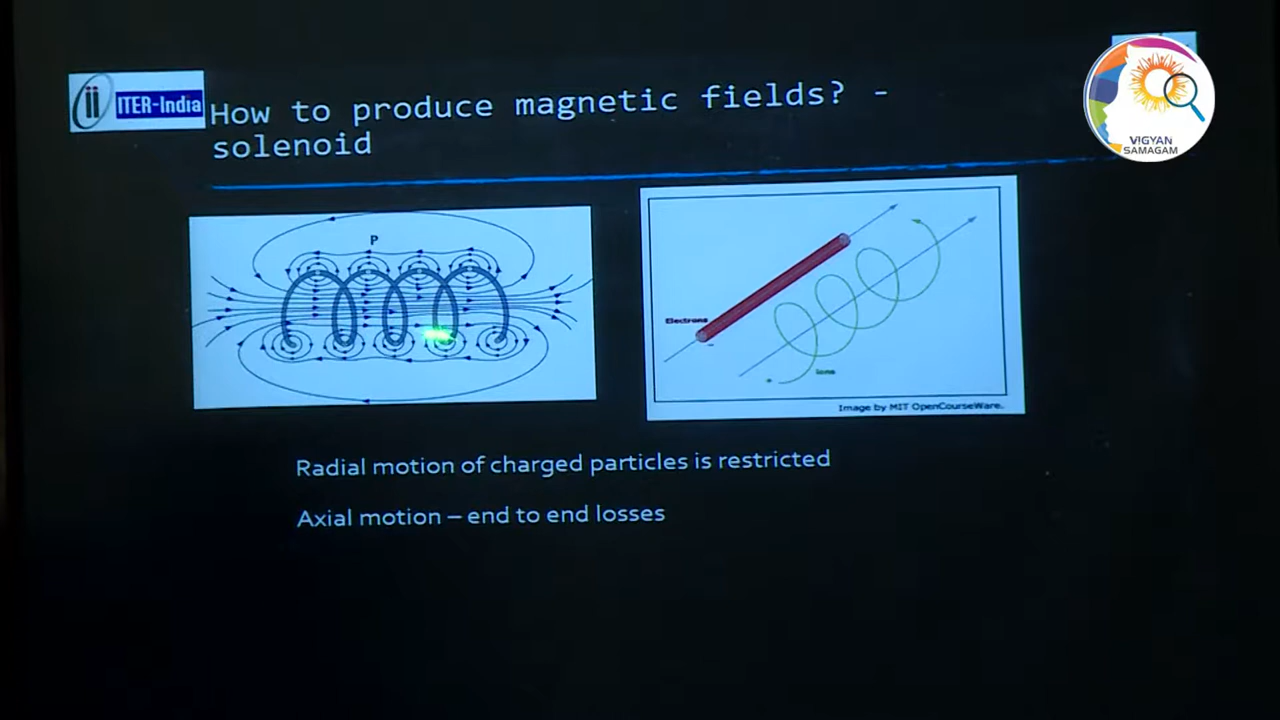 ITER-India
How to produce magnetic fields? -
solenoid
VIGYAN
SAMAGAM
P
Electrons
Ions
Image by MIT OpenCourseWare.
Radial motion of charged particles is restricted
Axial motion – end to end losses